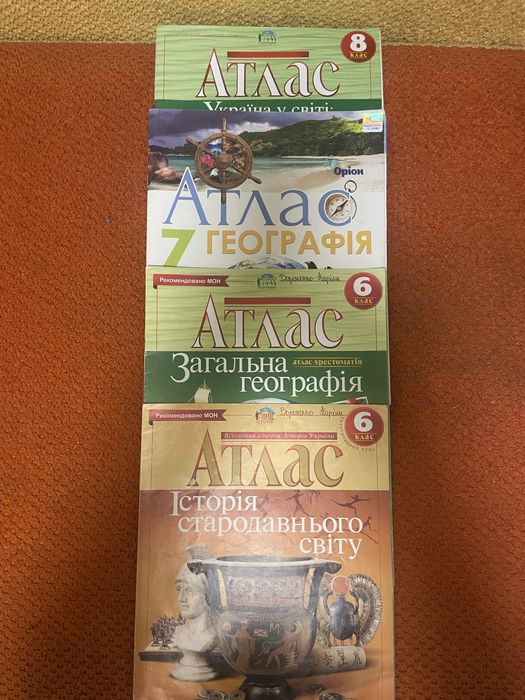 8
клас
Атлас
Україна у світі:
Оріон
Атлас
7 ГЕОГРАФІЯ
Рекомендовано МОН
6
клас
Атлас
атлас-хрестоматія
Загальна
географія
Рекомендовано МОН
6
клас
Всесвітня історія, Історія України
Атлас
Історія
стародавнього
світу